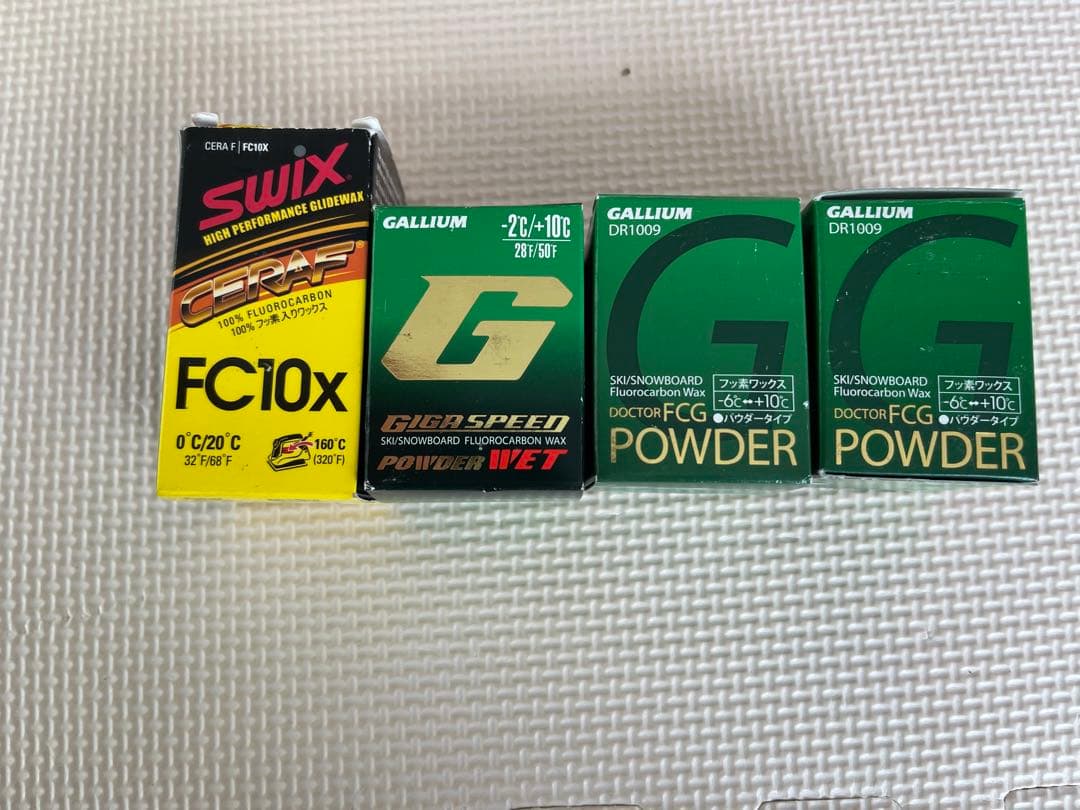 CERA F | FC10X
SWIX
HIGH PERFORMANCE GLIDEWAX
CERAF
100% FLUOROCARBON
100% フッ素入りワックス
FC10x
0°C/20°C
32°F/68°F
160°C
(320°F)
GALLIUM
-2℃/+10℃
28°F/50°F
G
GIGA SPEED
SKI/SNOWBOARD FLUOROCARBON WAX
POWDER WET
GALLIUM
DR1009
G
SKI/SNOWBOARD
Fluorocarbon Wax
フッ素ワックス
-6℃↔+10℃
DOCTOR FCG
●パウダータイプ
POWDER
GALLIUM
DR1009
G
SKI/SNOWBOARD
Fluorocarbon Wax
フッ素ワックス
-6℃↔+10℃
DOCTOR FCG
●パウダータイプ
POWDER